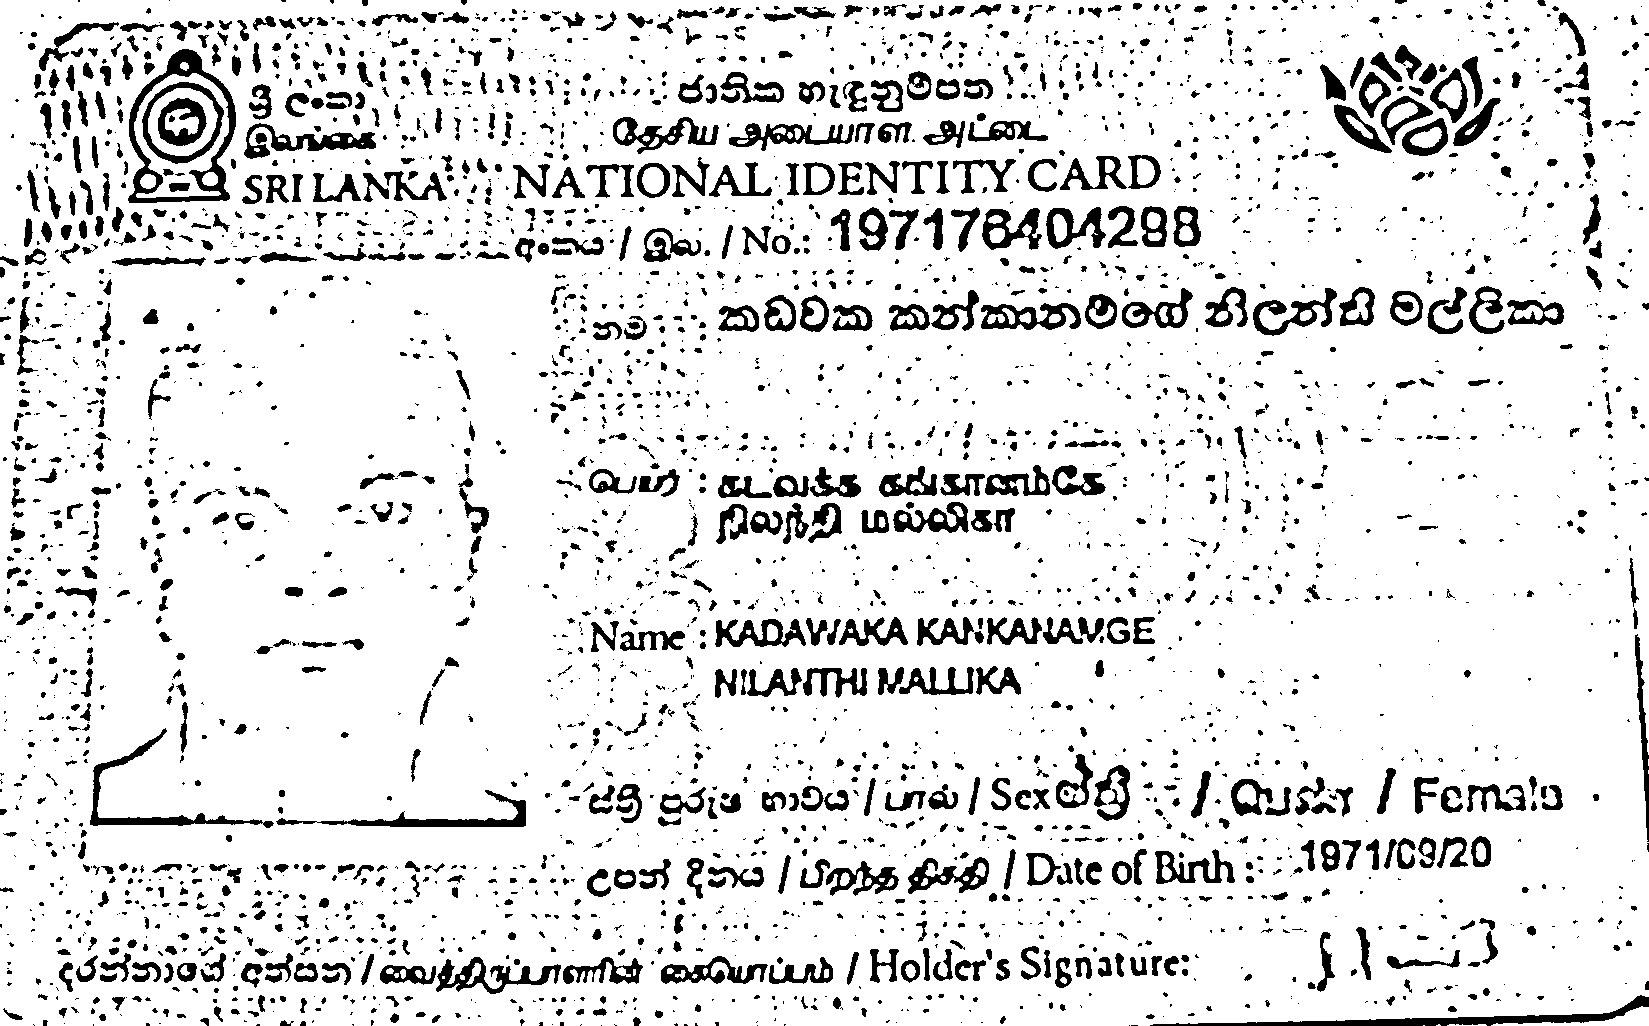 ශ්‍රී ලංකා
இலங்கை
SRI LANKA
ජාතික හැඳුනුම්පත
தேசிய அடையாள அட்டை
NATIONAL IDENTITY CARD
අංකය / இல. / No.: 197176404298
නම : කඩවක කන්කානම්ගේ නිලන්ති මල්ලිකා
பெயர் : கடவக்க கங்கானம்கே
நிலந்தி மல்லிகா
Name : KADAWAKA KANKANAMGE
NILANTHI MALLIKA
ස්ත්‍රී පුරුෂ භාවය / பால் / Sex ස්ත්‍රී / பெண் / Female
උපන් දිනය / பிறந்த திகதி / Date of Birth : 1971/09/20
දරන්නාගේ අත්සන / வைத்திருப்பாளரின் கையொப்பம் / Holder's Signature: